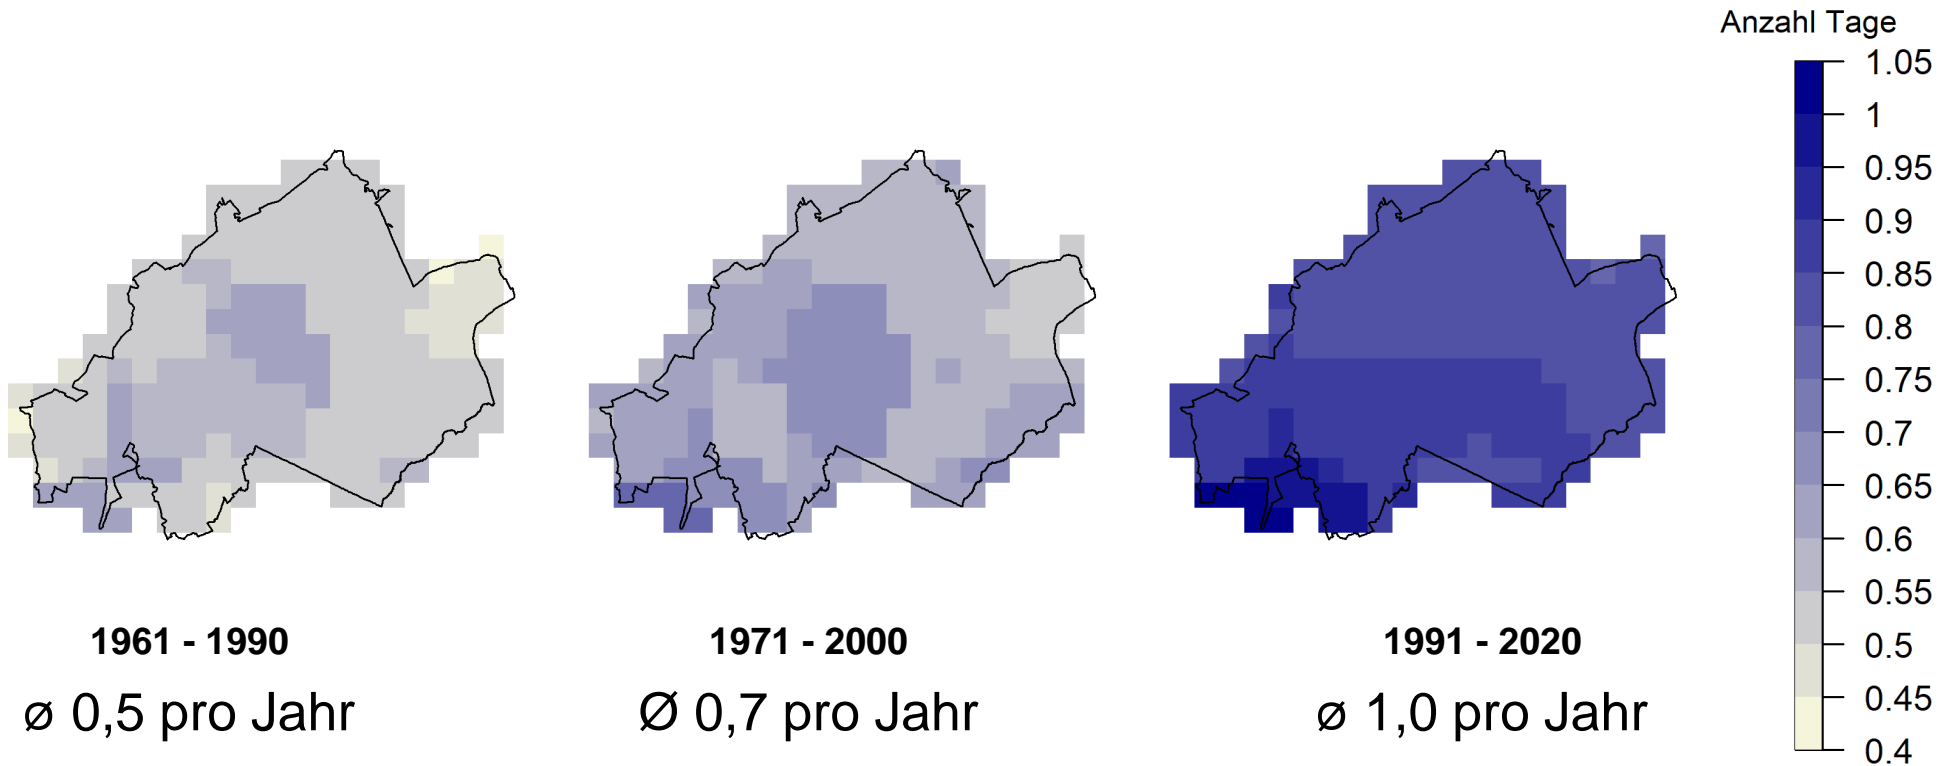 Anzahl Tage
1.05
1
0.95
0.9
0.85
0.8
0.75
0.7
0.65
0.6
0.55
0.5
0.45
0.4
1961 - 1990
1971 - 2000
1991 - 2020
ø 0,5 pro Jahr
Ø 0,7 pro Jahr
ø 1,0 pro Jahr